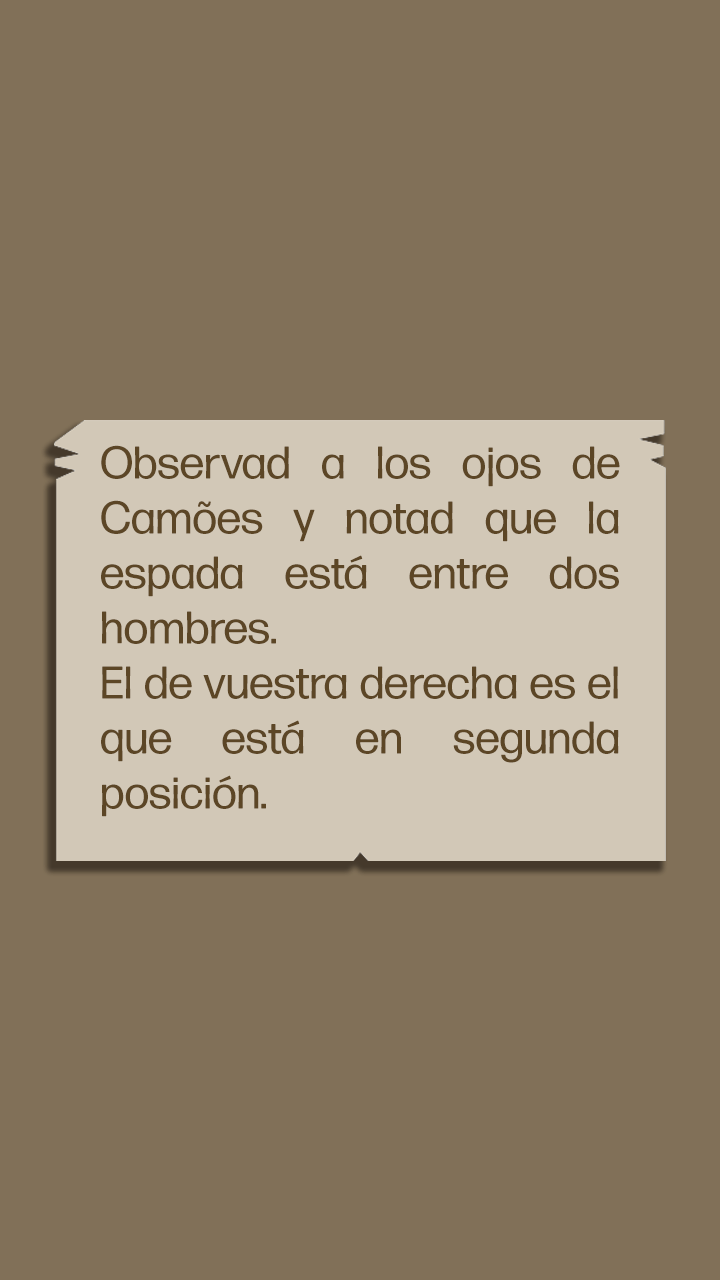 Observad a los ojos de
Camões y notad que la
espada está entre dos
hombres.
El de vuestra derecha es el
que está en segunda
posición.